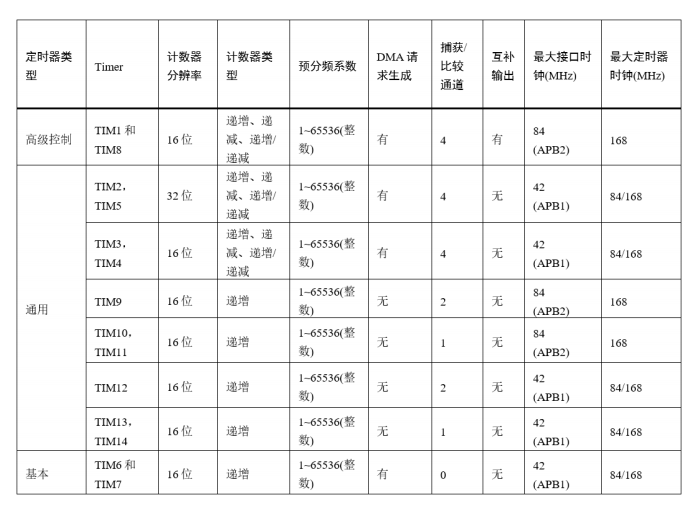 定时器类型 Timer 计数器分辨率 计数器类型 预分频系数 DMA 请求生成 捕获/比较通道 互补输出 最大接口时钟(MHz) 最大定时器时钟(MHz)
高级控制 TIM1 和 TIM8 16 位 递增、递减、递增/递减 1~65536(整数) 有 4 有 84 (APB2) 168
通用 TIM2, TIM5 32 位 递增、递减、递增/递减 1~65536(整数) 有 4 无 42 (APB1) 84/168
TIM3, TIM4 16 位 递增、递减、递增/递减 1~65536(整数) 有 4 无 42 (APB1) 84/168
TIM9 16 位 递增 1~65536(整数) 无 2 无 84 (APB2) 168
TIM10, TIM11 16 位 递增 1~65536(整数) 无 1 无 84 (APB2) 168
TIM12 16 位 递增 1~65536(整数) 无 2 无 42 (APB1) 84/168
TIM13, TIM14 16 位 递增 1~65536(整数) 无 1 无 42 (APB1) 84/168
基本 TIM6 和 TIM7 16 位 递增 1~65536(整数) 有 0 无 42 (APB1) 84/168